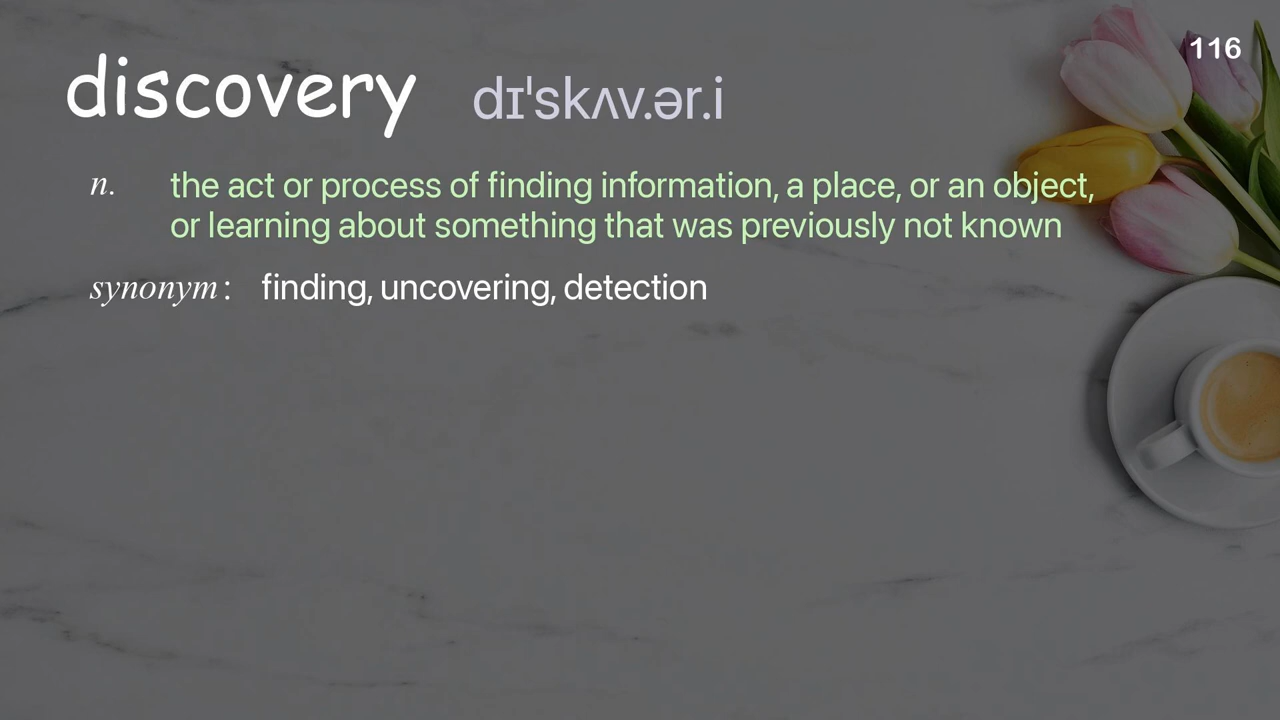 116
discovery dɪˈskʌv.ər.i
n. the act or process of finding information, a place, or an object,
or learning about something that was previously not known
synonym: finding, uncovering, detection